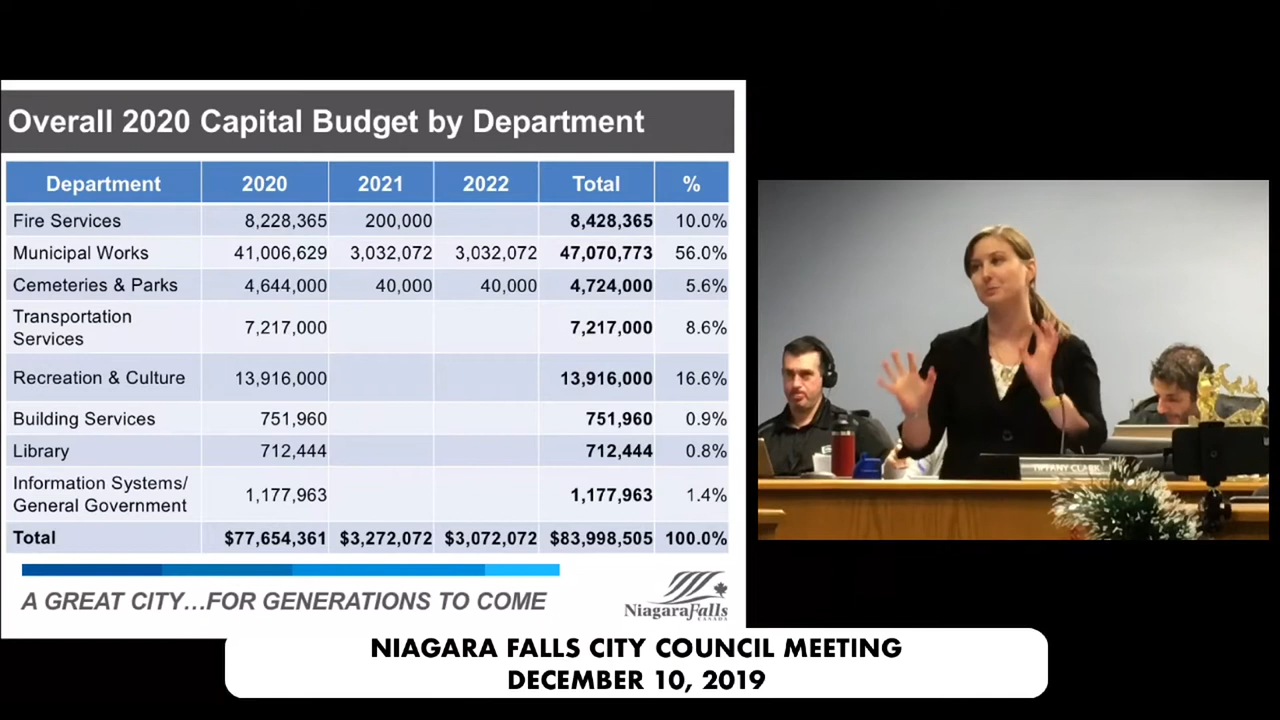 Overall 2020 Capital Budget by Department
Department 2020 2021 2022 Total %
Fire Services 8,228,365 200,000 8,428,365 10.0%
Municipal Works 41,006,629 3,032,072 3,032,072 47,070,773 56.0%
Cemeteries & Parks 4,644,000 40,000 40,000 4,724,000 5.6%
Transportation
Services 7,217,000 7,217,000 8.6%
Recreation & Culture 13,916,000 13,916,000 16.6%
Building Services 751,960 751,960 0.9%
Library 712,444 712,444 0.8%
Information Systems/
General Government 1,177,963 1,177,963 1.4%
Total $77,654,361 $3,272,072 $3,072,072 $83,998,505 100.0%
A GREAT CITY...FOR GENERATIONS TO COME
NiagaraFalls
CANADA
TIFFANY CLARK
NIAGARA FALLS CITY COUNCIL MEETING
DECEMBER 10, 2019